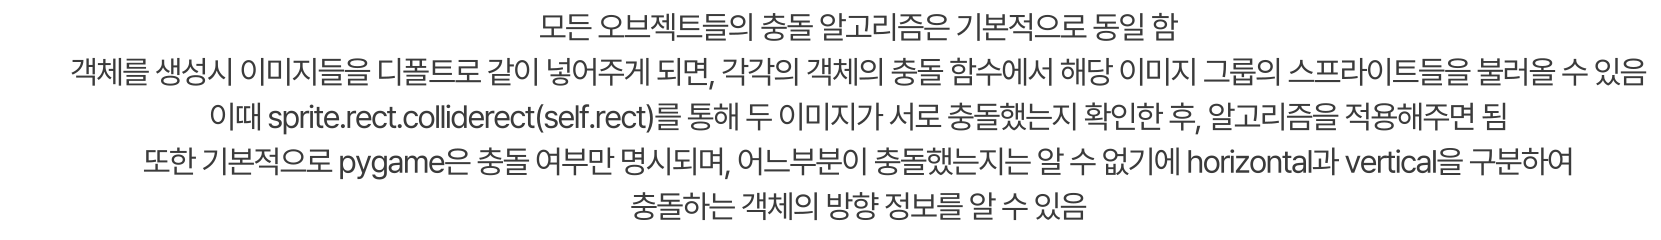 모든 오브젝트들의 충돌 알고리즘은 기본적으로 동일 함
객체를 생성시 이미지들을 디폴트로 같이 넣어주게 되면, 각각의 객체의 충돌 함수에서 해당 이미지 그룹의 스프라이트들을 불러올 수 있음
이때 sprite.rect.colliderect(self.rect)를 통해 두 이미지가 서로 충돌했는지 확인한 후, 알고리즘을 적용해주면 됨
또한 기본적으로 pygame은 충돌 여부만 명시되며, 어느부분이 충돌했는지는 알 수 없기에 horizontal과 vertical을 구분하여
충돌하는 객체의 방향 정보를 알 수 있음